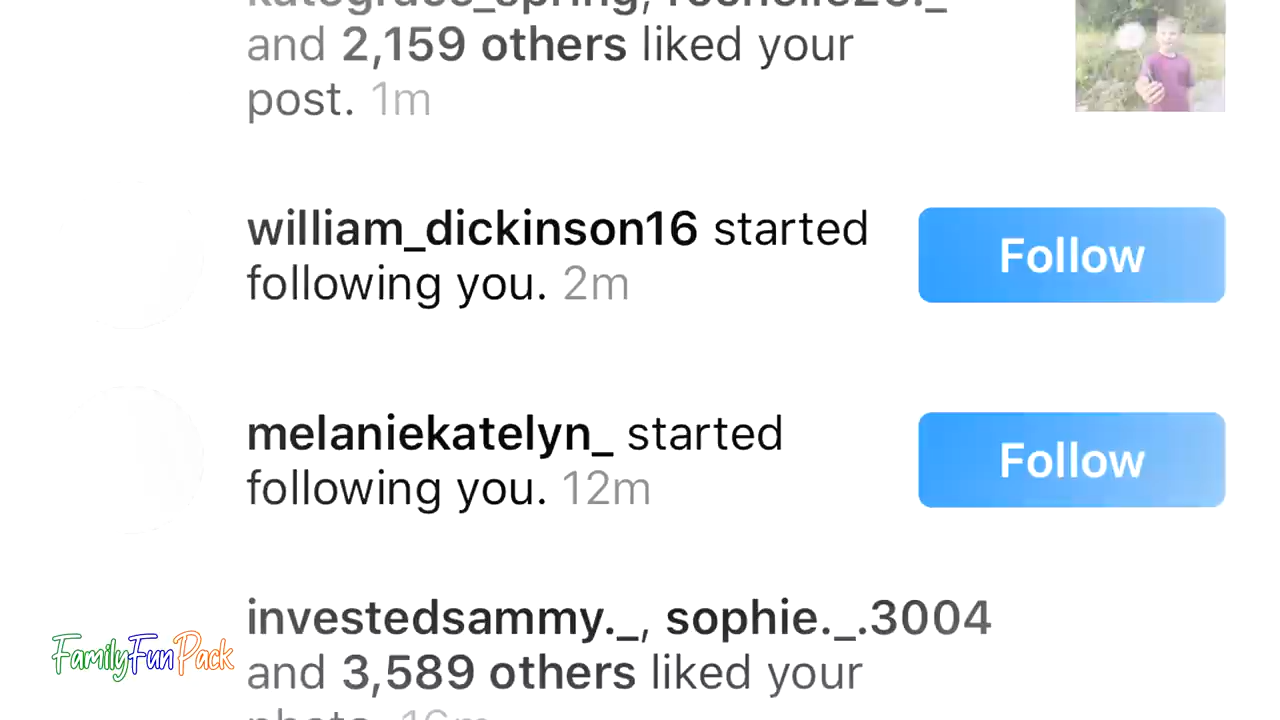 and 2,159 others liked your
post. 1m
william_dickinson16 started
following you. 2m
Follow
melaniekatelyn_ started
following you. 12m
Follow
investedsammy._, sophie._.3004
and 3,589 others liked your
FamilyFunPack